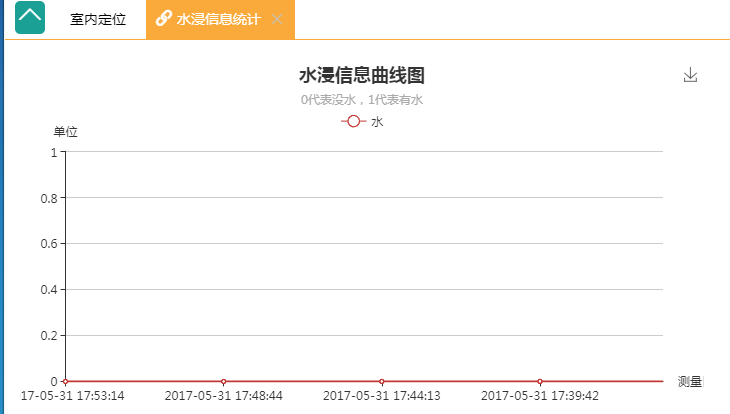 室内定位
水浸信息统计
水浸信息曲线图
0代表没水，1代表有水
水
单位
1
0.8
0.6
0.4
0.2
0
测量
17-05-31 17:53:14
2017-05-31 17:48:44
2017-05-31 17:44:13
2017-05-31 17:39:42